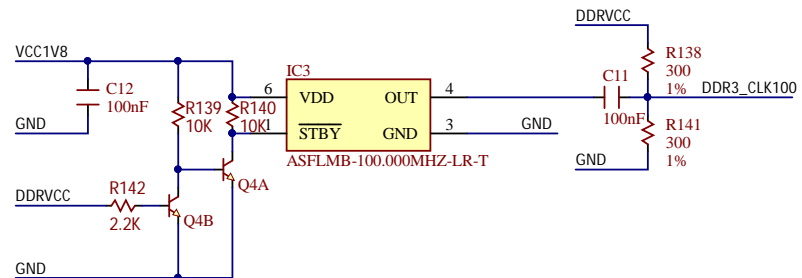 DDRVCC
VCC1V8
R138
300
1%
IC3
C12
100nF
R139
10K
R140
10K
6
VDD
OUT
4
C11
100nF
DDR3_CLK100
1
STBY
GND
3
GND
R141
300
1%
GND
ASFLMB-100.000MHZ-LR-T
GND
R142
2.2K
DDRVCC
Q4A
Q4B
GND